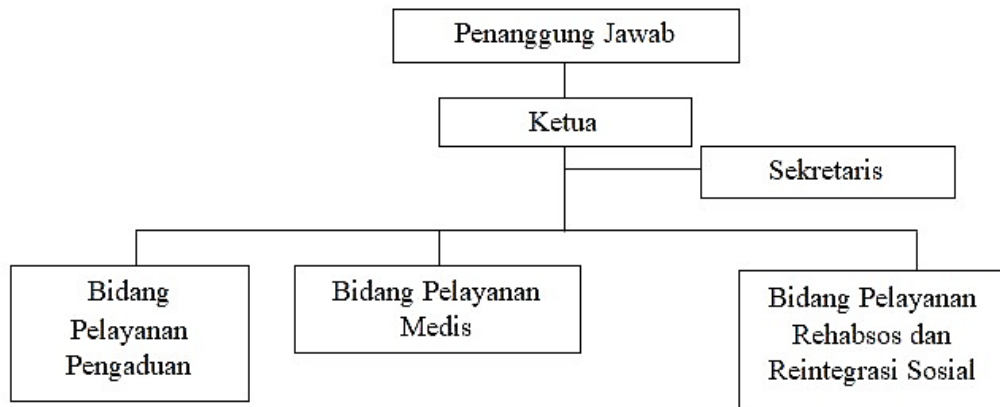 Penanggung Jawab
Ketua
Sekretaris
Bidang
Pelayanan
Pengaduan
Bidang Pelayanan
Medis
Bidang Pelayanan
Rehabsos dan
Reintegrasi Sosial